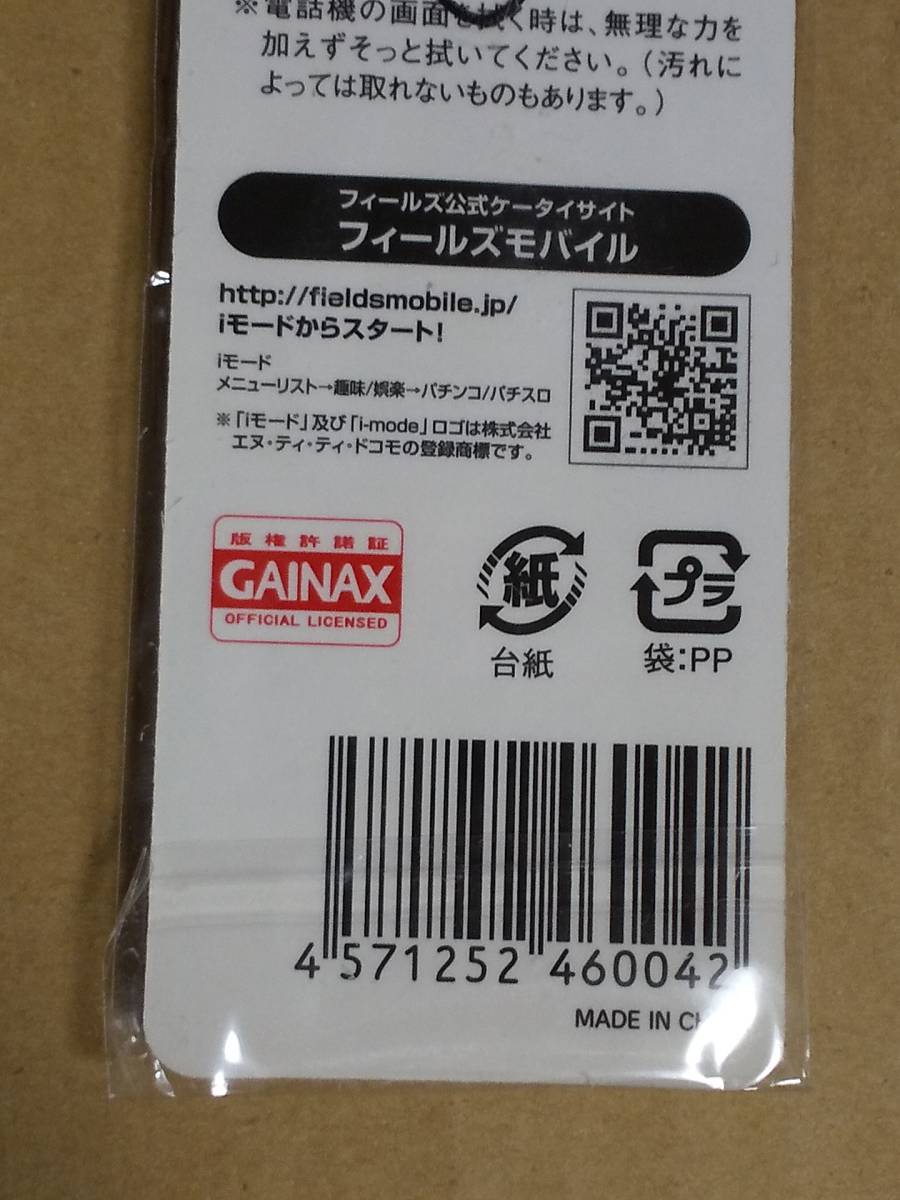 ※電話機の画面を拭く時は、無理な力を
加えずそっと拭いてください。(汚れに
よっては取れないものもあります。)
フィールズ公式ケータイサイト
フィールズモバイル
http://fieldsmobile.jp/
iモードからスタート!
iモード
メニューリスト→趣味/娯楽→パチンコ/パチスロ
※「iモード」及び「i-mode」ロゴは株式会社
エヌ・ティ・ティ・ドコモの登録商標です。
版権許諾証
GAINAX
OFFICIAL LICENSED
紙
台紙
プラ
袋:PP
4 571252 460042
MADE IN